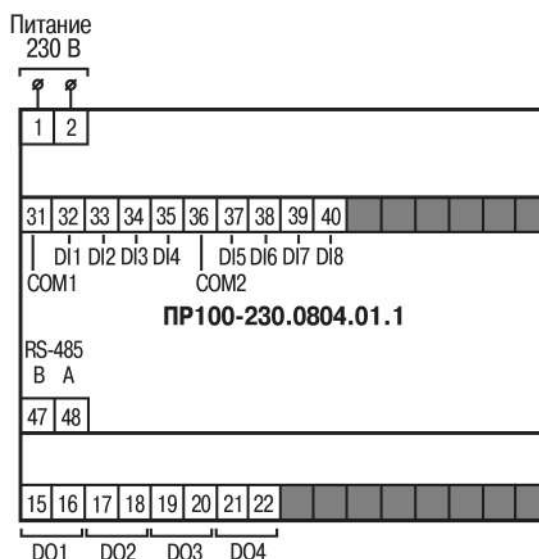 Питание
230 В
1 2
31 32 33 34 35 36 37 38 39 40
DI1 DI2 DI3 DI4 DI5 DI6 DI7 DI8
COM1 COM2
ПР100-230.0804.01.1
RS-485
B A
47 48
15 16 17 18 19 20 21 22
DO1 DO2 DO3 DO4